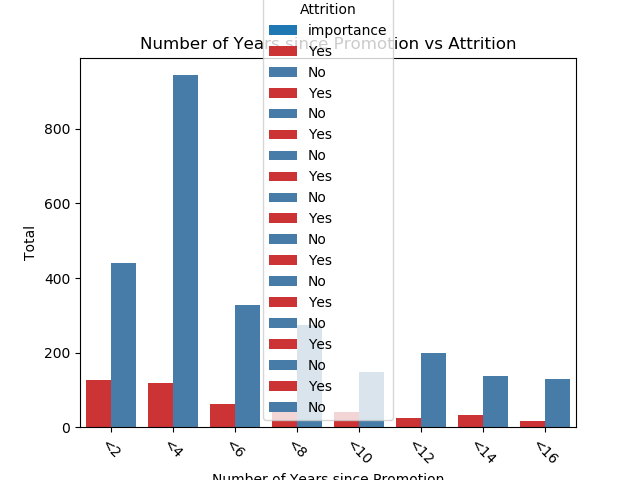 Attrition
importance
Yes
No
Yes
No
Yes
No
Yes
No
Yes
No
Yes
No
Yes
No
Yes
No
Yes
No
Number of Years since Promotion vs Attrition
Total
800
600
400
200
0
<2
<4
<6
<8
<10
<12
<14
<16
Number of Years since Promotion